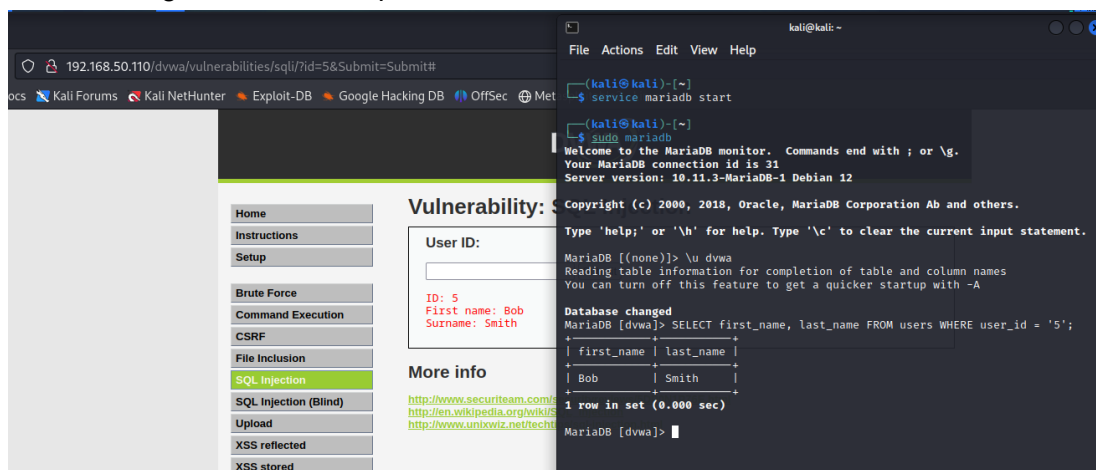 kali@kali: ~
File Actions Edit View Help
192.168.50.110/dvwa/vulnerabilities/sqli/?id=5&Submit=Submit#
ocs Kali Forums Kali NetHunter Exploit-DB Google Hacking DB OffSec Met
Home
Instructions
Setup
Brute Force
Command Execution
CSRF
File Inclusion
SQL Injection
SQL Injection (Blind)
Upload
XSS reflected
XSS stored
Vulnerability: SQL Injection
User ID:
ID: 5
First name: Bob
Surname: Smith
More info
http://www.securiteam.com/s
http://en.wikipedia.org/wiki/S
http://www.unixwiz.net/techti
┌──(kali㉿kali)-[~]
└─$ service mariadb start
┌──(kali㉿kali)-[~]
└─$ sudo mariadb
Welcome to the MariaDB monitor. Commands end with ; or \g.
Your MariaDB connection id is 31
Server version: 10.11.3-MariaDB-1 Debian 12
Copyright (c) 2000, 2018, Oracle, MariaDB Corporation Ab and others.
Type 'help;' or '\h' for help. Type '\c' to clear the current input statement.
MariaDB [(none)]> \u dvwa
Reading table information for completion of table and column names
You can turn off this feature to get a quicker startup with -A
Database changed
MariaDB [dvwa]> SELECT first_name, last_name FROM users WHERE user_id = '5';
| first_name | last_name |
| Bob | Smith |
1 row in set (0.000 sec)
MariaDB [dvwa]>